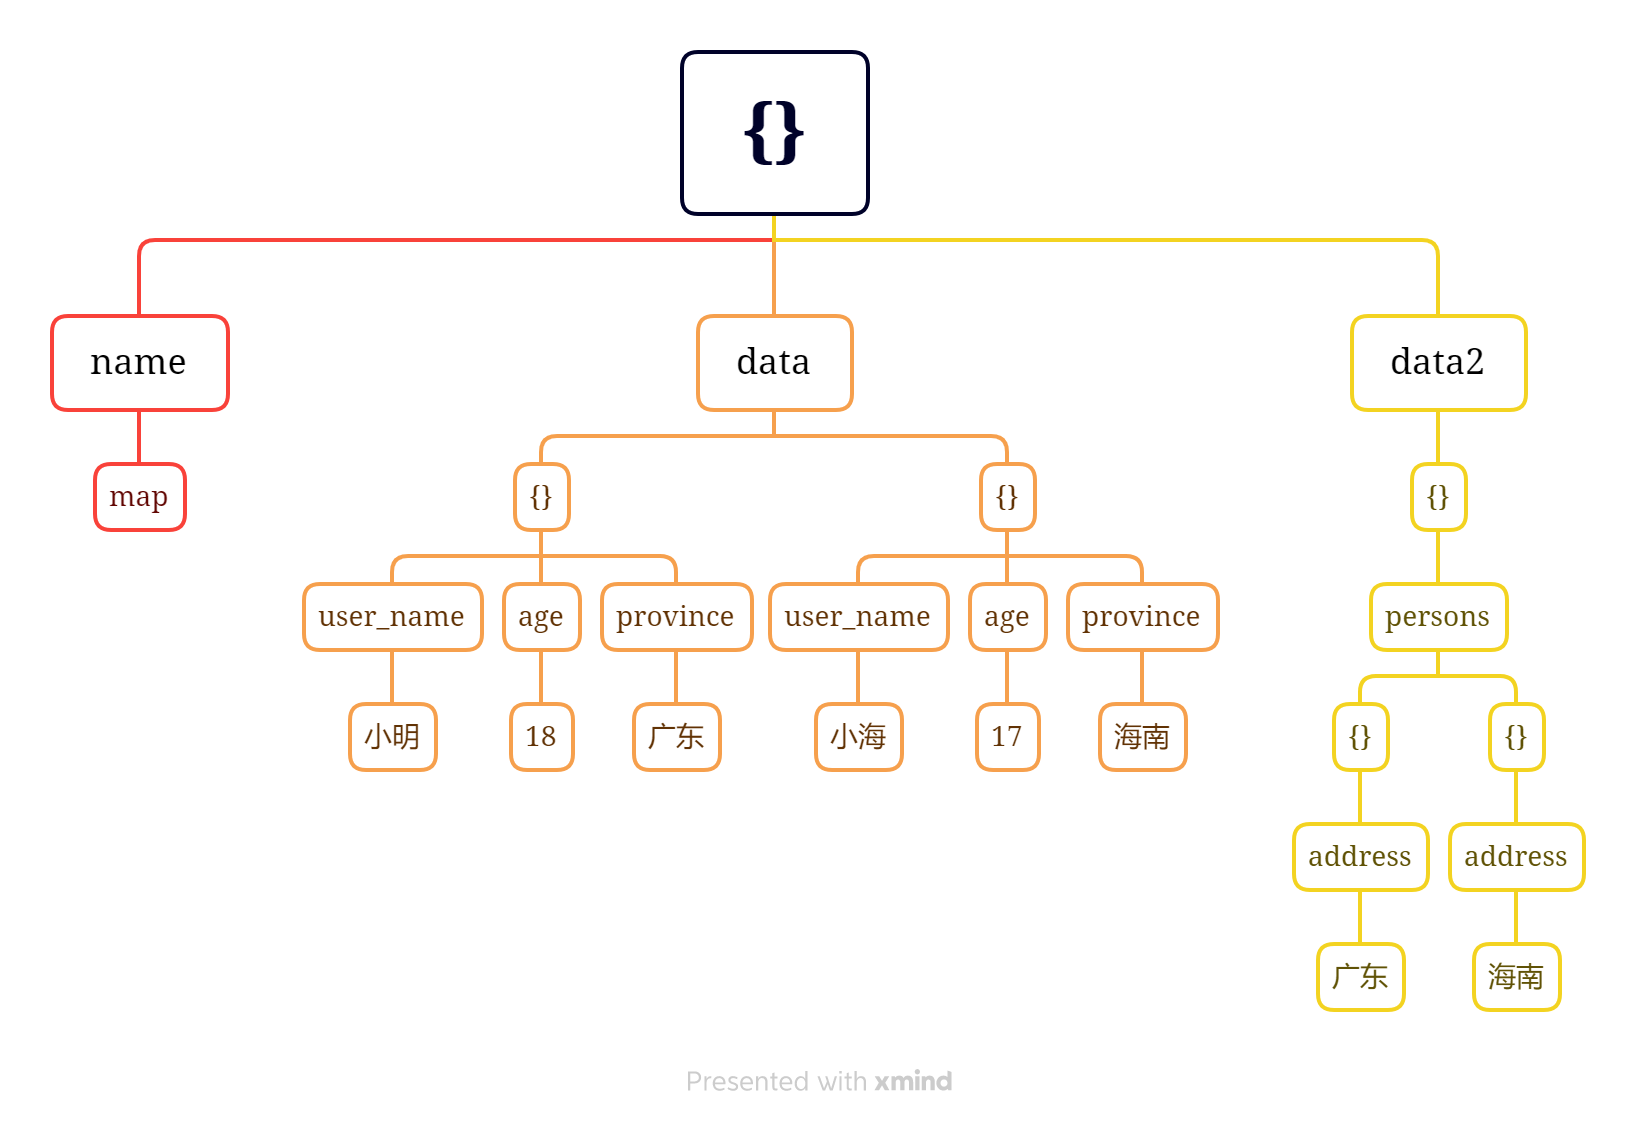 {}
name
data
data2
map
{}
{}
{}
user_name
age
province
user_name
age
province
persons
小明
18
广东
小海
17
海南
{}
{}
address
address
广东
海南
Presented with xmind